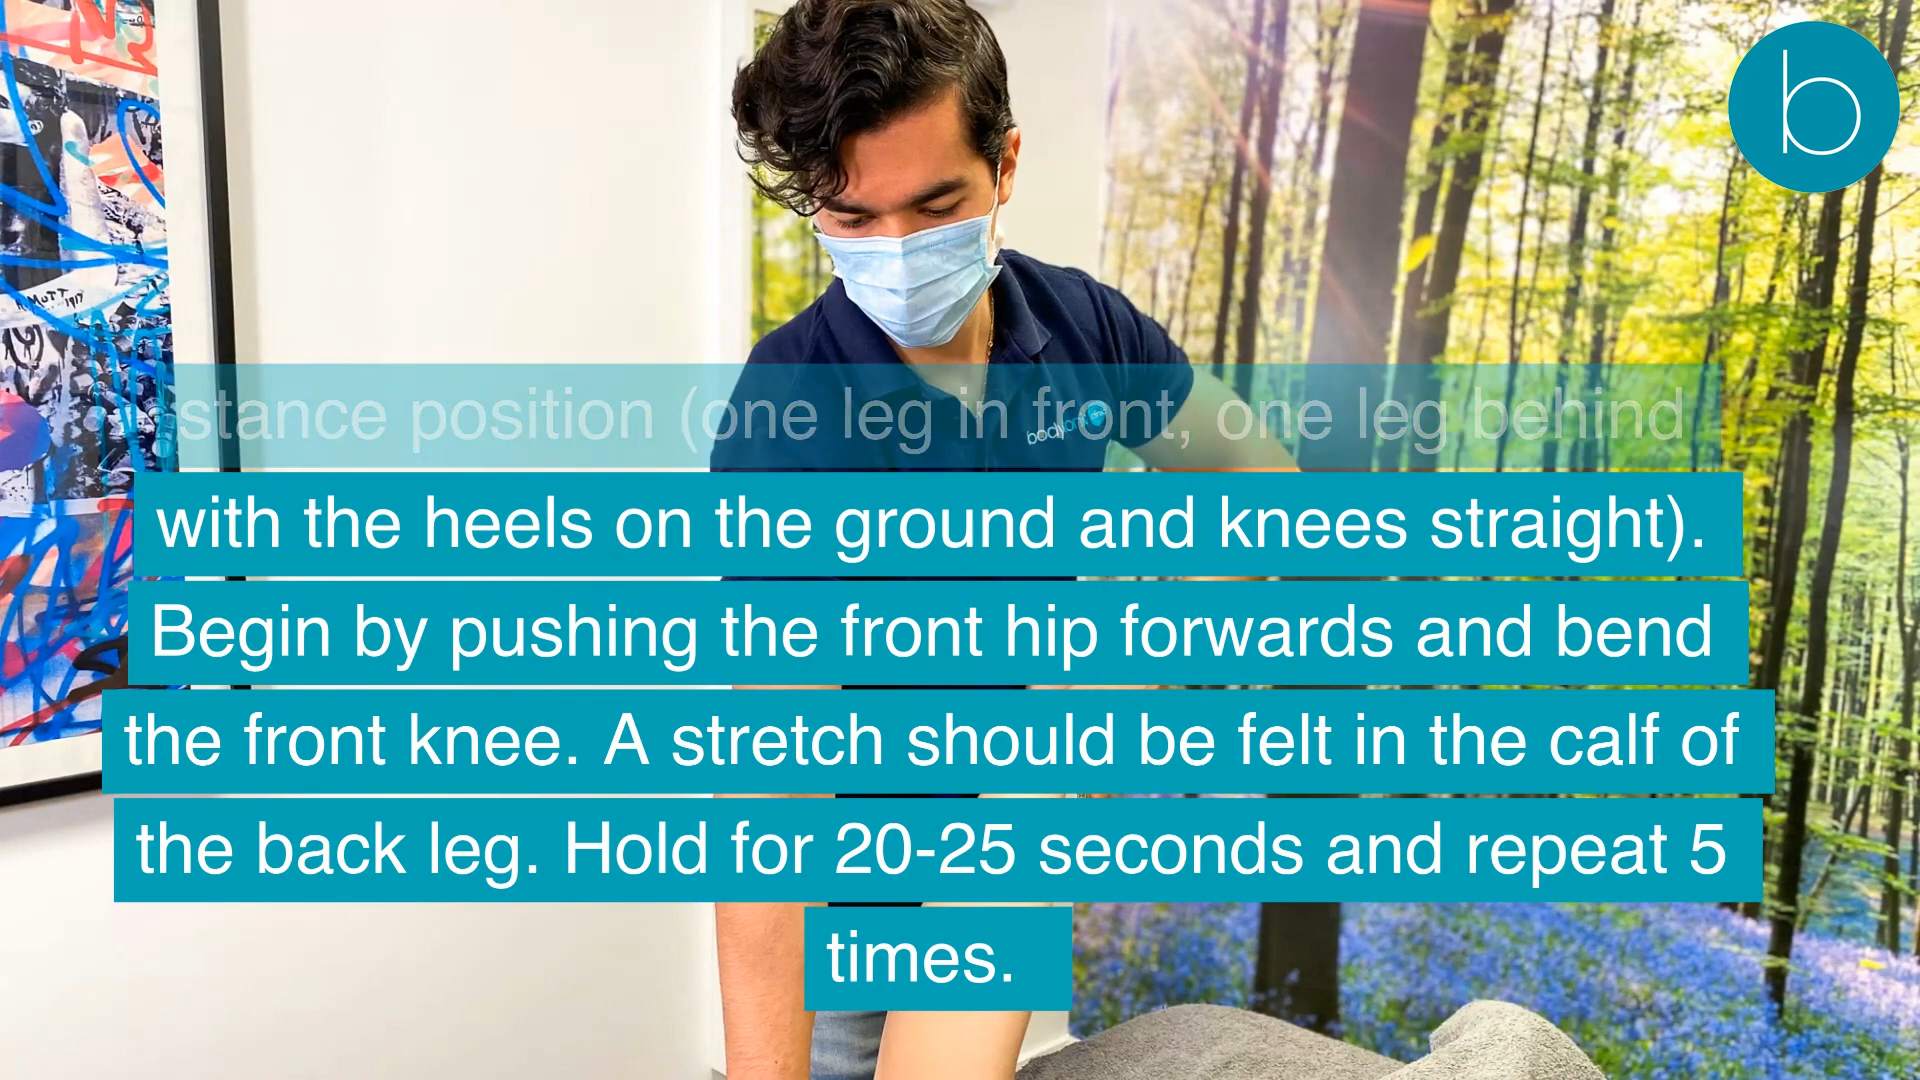 b
stance position (one leg in front, one leg behind
with the heels on the ground and knees straight).
Begin by pushing the front hip forwards and bend
the front knee. A stretch should be felt in the calf of
the back leg. Hold for 20-25 seconds and repeat 5
times.